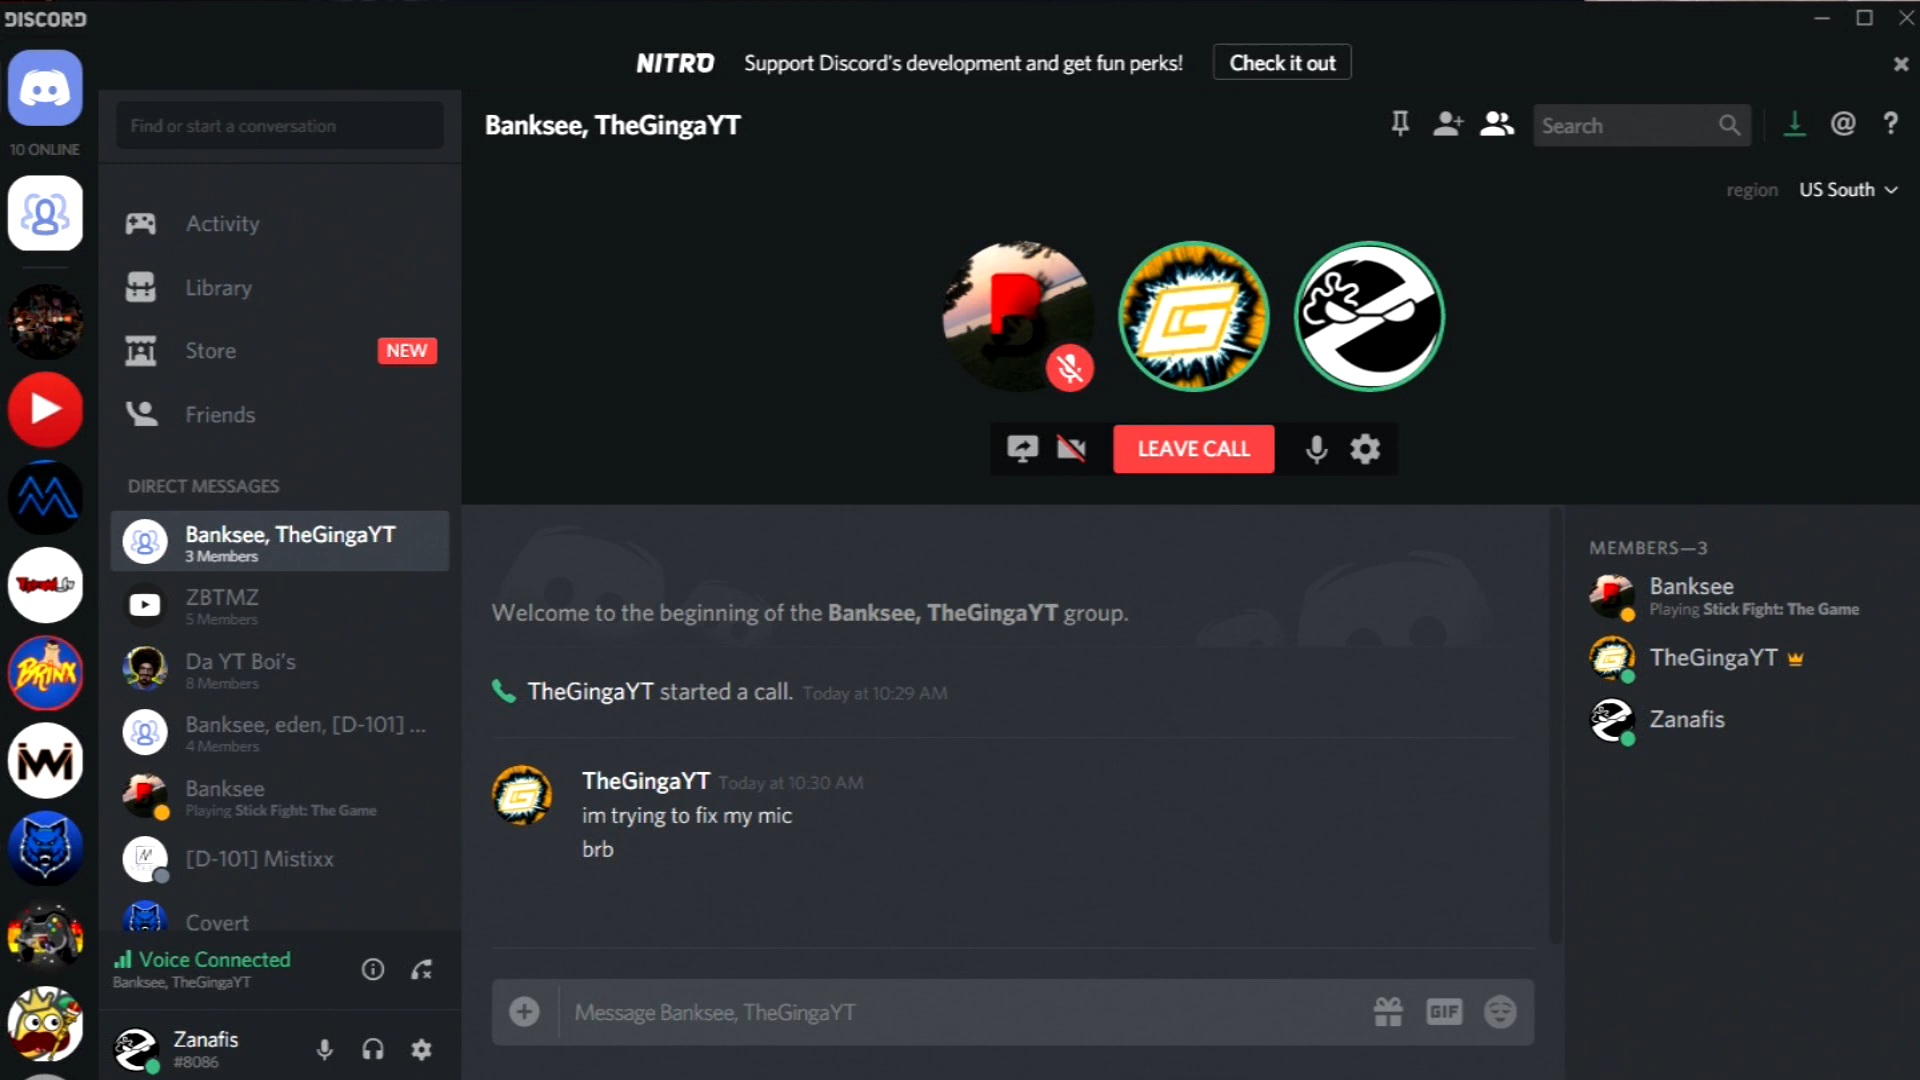 DISCORD
NITRO Support Discord's development and get fun perks! Check it out
10 ONLINE
Find or start a conversation
Activity
Library
Store NEW
Friends
DIRECT MESSAGES
Banksee, TheGingaYT
3 Members
ZBTMZ
5 Members
Da YT Boi's
8 Members
Banksee, eden, [D-101] ...
4 Members
Banksee
Playing Stick Fight: The Game
[D-101] Mistixx
Covert
Voice Connected
Banksee, TheGingaYT
Zanafis
#8086
BRINX
Banksee, TheGingaYT
Search
@ ?
region US South
G
LEAVE CALL
Welcome to the beginning of the Banksee, TheGingaYT group.
TheGingaYT started a call. Today at 10:29 AM
TheGingaYT Today at 10:30 AM
im trying to fix my mic
brb
Message Banksee, TheGingaYT
GIF
MEMBERS—3
Banksee
Playing Stick Fight: The Game
TheGingaYT
Zanafis